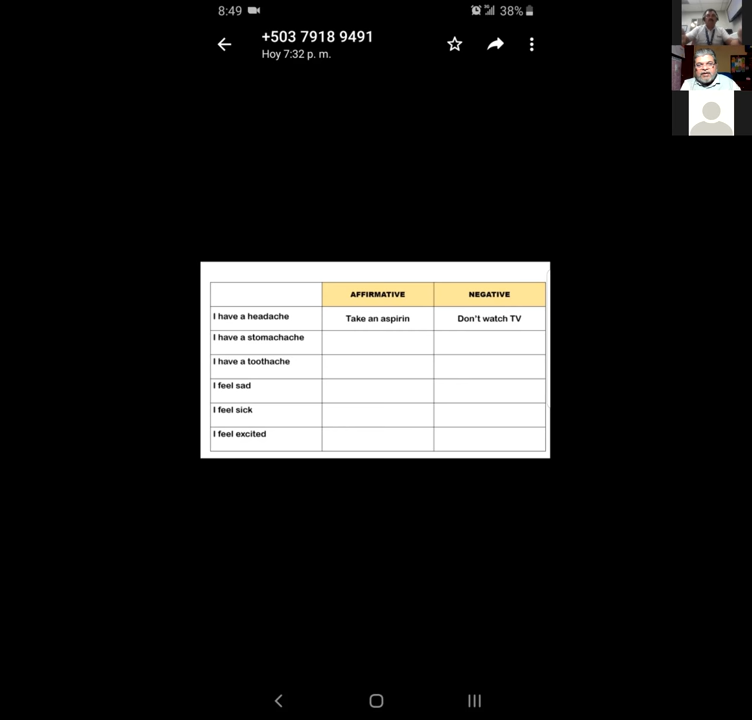 8:49 38%
+503 7918 9491
Hoy 7:32 p. m.
AFFIRMATIVE NEGATIVE
I have a headache Take an aspirin Don't watch TV
I have a stomachache
I have a toothache
I feel sad
I feel sick
I feel excited